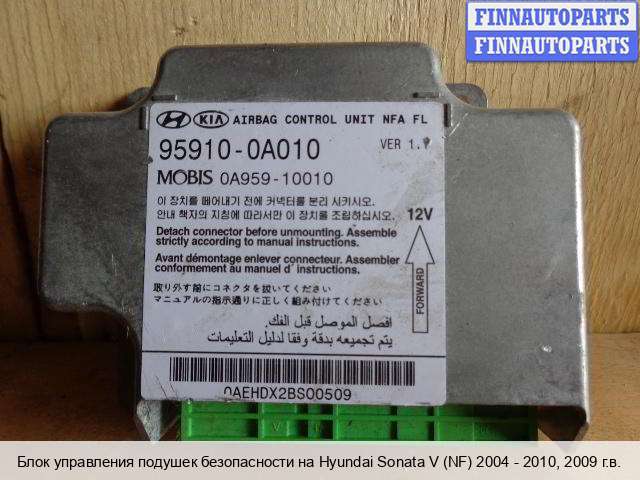 FINNAUTOPARTS
FINNAUTOPARTS
HYUNDAI KIA AIRBAG CONTROL UNIT NFA FL
95910-0A010 VER 1.
MOBIS 0A959-10010
이 장치를 떼어내기 전에 커넥터를 분리 시키시오.
안내 책자의 지침에 따라서만 이 장치를 조립하십시오. 12V
Detach connector before unmounting. Assemble
strictly according to manual instructions.
Avant démontage enlever connecteur. Assembler
conformement au manuel d' instructions.
FORWARD
取り外す前にコネクタを抜いてください
マニュアルの指示通りに正しく組み付けてください
افصل الموصل قبل الفك.
يتم تجميعه بدقة وفقا لدليل التعليمات
0AEHDX2BS00509
Блок управления подушек безопасности на Hyundai Sonata V (NF) 2004 - 2010, 2009 г.в.